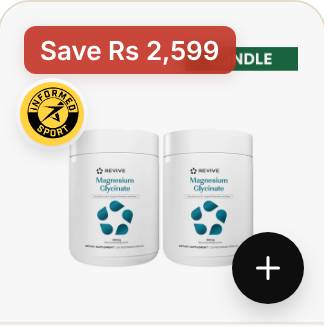 Save Rs 2,599
NDLE
INFORMED
SPORT
REVIVE
Magnesium
Glycinate
REVIVE
Magnesium
Glycinate